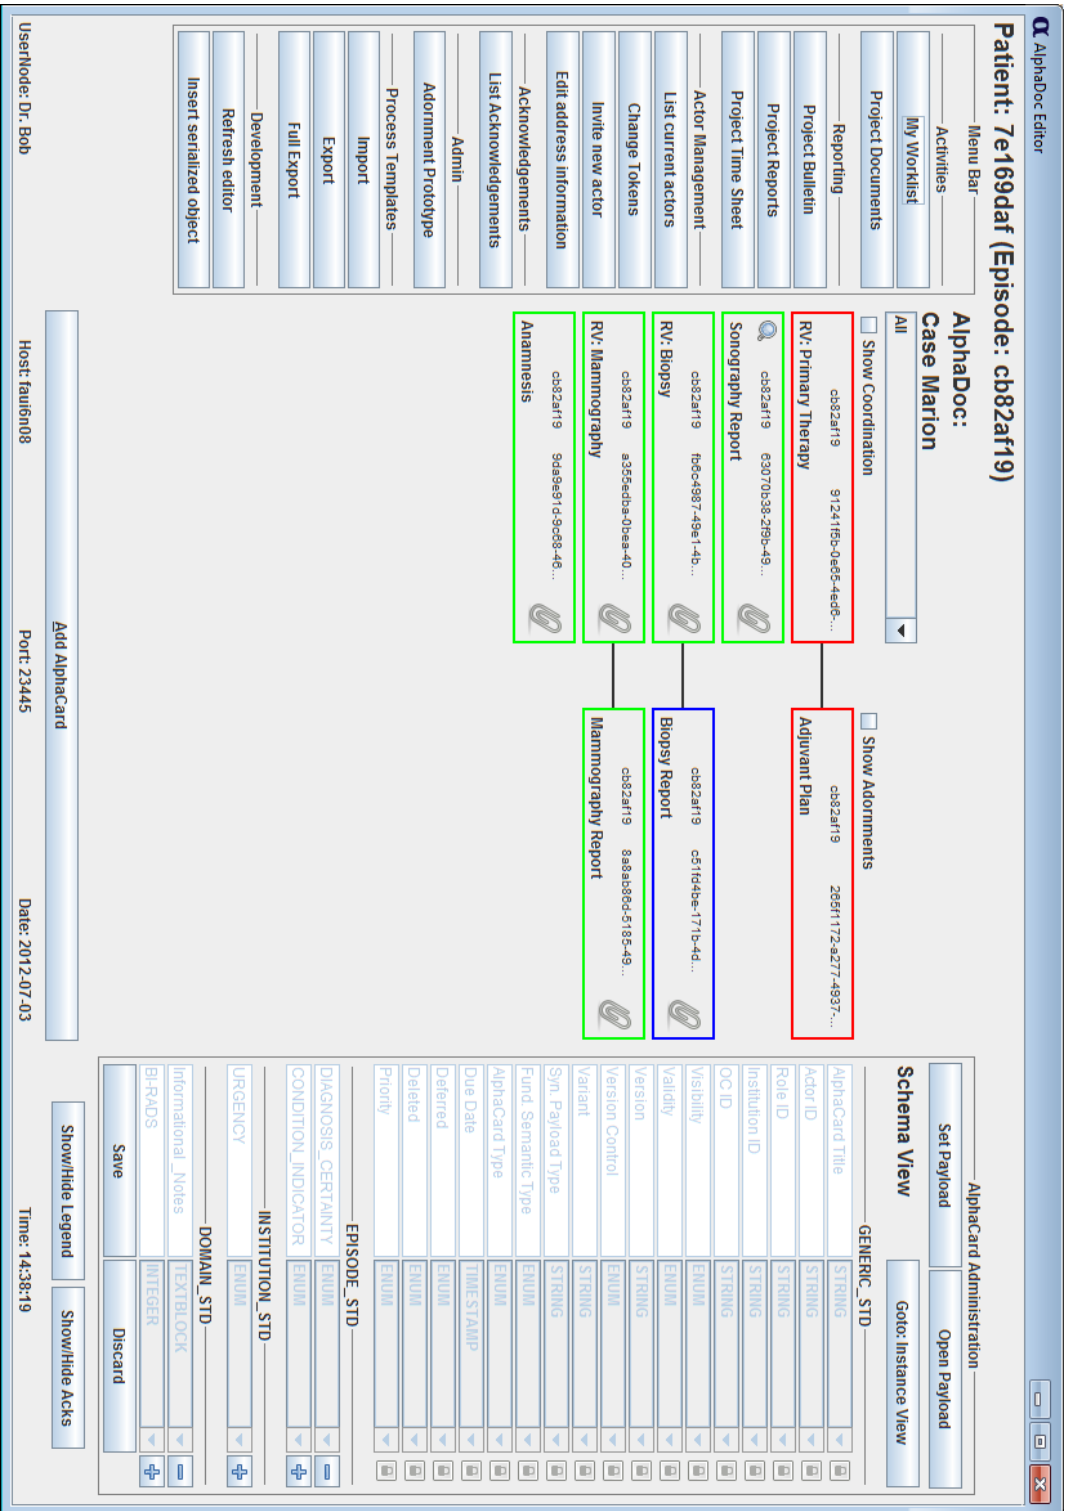 α AlphaDoc Editor
Patient: 7e169daf (Episode: cb82af19)
Menu Bar
Activities
My Worklist
Project Documents
Reporting
Project Bulletin
Project Reports
Project Time Sheet
Actor Management
List current actors
Change Tokens
Invite new actor
Edit address information
Acknowledgements
List Acknowledgements
Admin
Adornment Prototype
Process Templates
Import
Export
Full Export
Development
Refresh editor
Insert serialized object
AlphaDoc:
Case Marion
All
Show Coordination
Show Adornments
cb82af19 91241f5b-0e65-4ed6-...
RV: Primary Therapy
cb82af19 265f1172-a277-4937-...
Adjuvant Plan
cb82af19 63070b38-2f9b-49...
Sonography Report
cb82af19 fb6c4987-49e1-4b...
RV: Biopsy
cb82af19 c51fd4be-171b-4d...
Biopsy Report
cb82af19 a355edba-0bea-40...
RV: Mammography
cb82af19 8a8ab86d-5185-49...
Mammography Report
cb82af19 9da9e91d-9c68-46...
Anamnesis
Add AlphaCard
AlphaCard Administration
Set Payload
Open Payload
Schema View
Goto: Instance View
GENERIC_STD
AlphaCard Title STRING
Actor ID STRING
Role ID STRING
Institution ID STRING
OC ID STRING
Visibility ENUM
Validity ENUM
Version STRING
Version Control ENUM
Variant STRING
Syn. Payload Type STRING
Fund. Semantic Type ENUM
AlphaCard Type ENUM
Due Date TIMESTAMP
Deferred ENUM
Deleted ENUM
Priority ENUM
EPISODE_STD
DIAGNOSIS_CERTAINTY ENUM
CONDITION_INDICATOR ENUM
INSTITUTION_STD
URGENCY ENUM
DOMAIN_STD
Informational_Notes TEXTBLOCK
BI-RADS INTEGER
Save
Discard
Show/Hide Legend
Show/Hide Acks
UserNode: Dr. Bob
Host: faui6n08
Port: 23445
Date: 2012-07-03
Time: 14:38:19